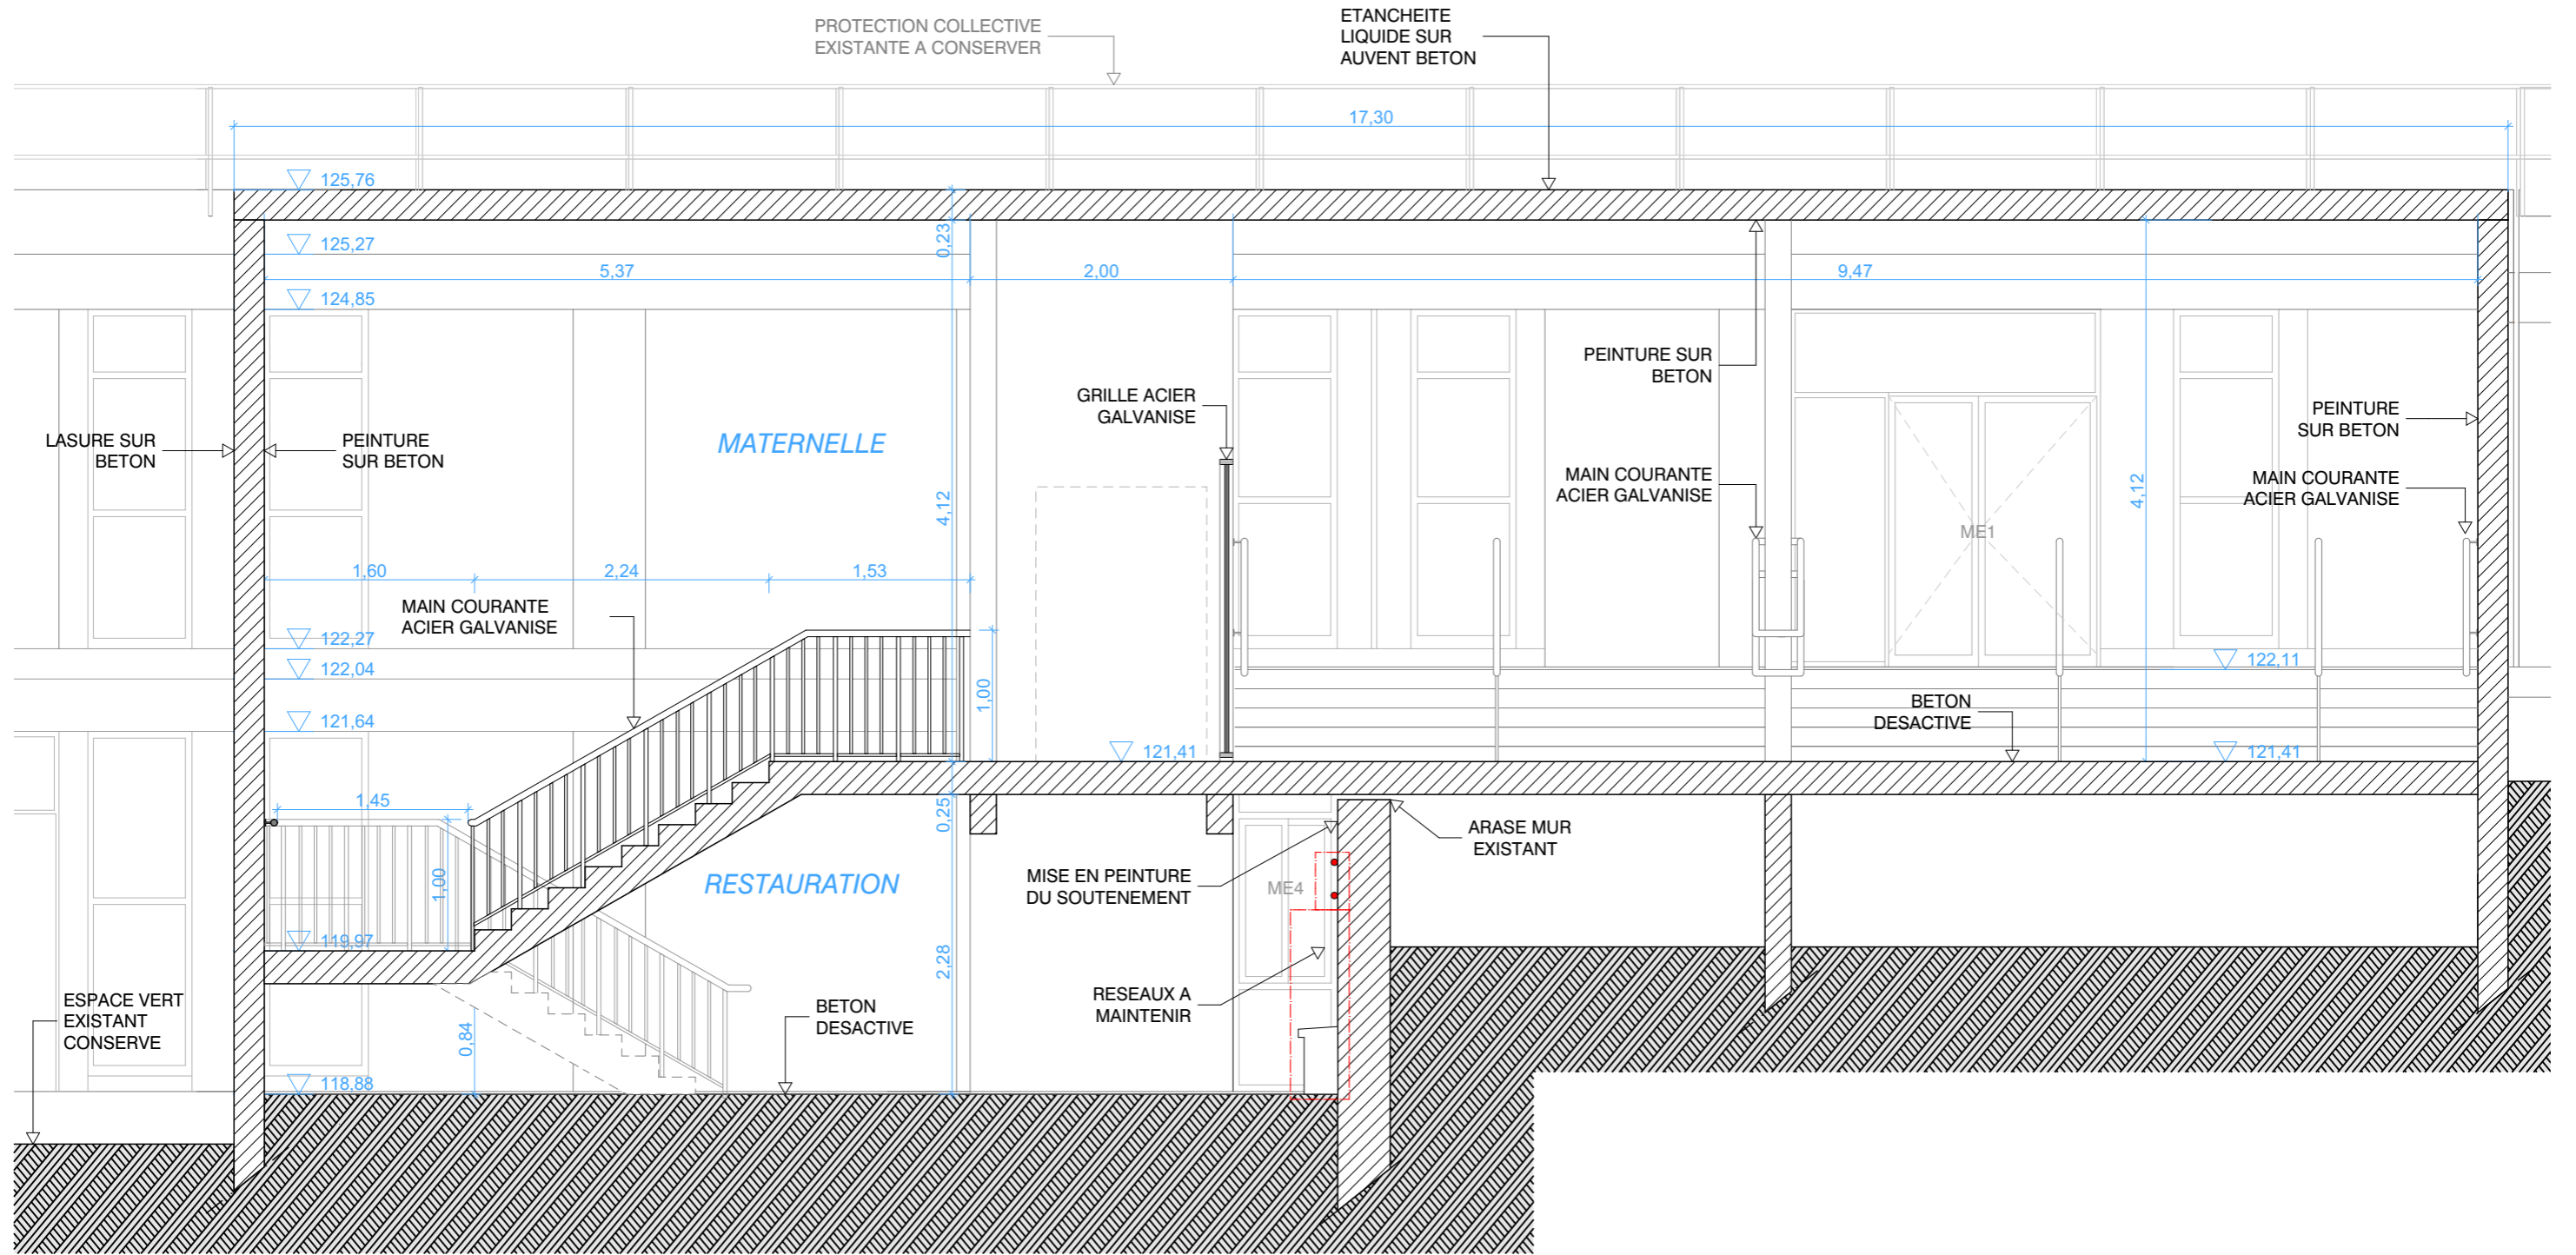 PROTECTION COLLECTIVE
EXISTANTE A CONSERVER
ETANCHEITE
LIQUIDE SUR
AUVENT BETON
17,30
125,76
125,27
0,23
5,37
2,00
9,47
124,85
PEINTURE SUR
BETON
GRILLE ACIER
GALVANISE
LASURE SUR
BETON
PEINTURE
SUR BETON
MATERNELLE
PEINTURE
SUR BETON
MAIN COURANTE
ACIER GALVANISE
MAIN COURANTE
ACIER GALVANISE
4,12
4,12
ME1
1,60
2,24
1,53
MAIN COURANTE
ACIER GALVANISE
122,27
122,04
122,11
1,00
121,64
BETON
DESACTIVE
121,41
121,41
1,45
0,25
ARASE MUR
EXISTANT
1,00
RESTAURATION
MISE EN PEINTURE
DU SOUTENEMENT
ME4
119,97
2,28
ESPACE VERT
EXISTANT
CONSERVE
0,84
BETON
DESACTIVE
RESEAUX A
MAINTENIR
118,88